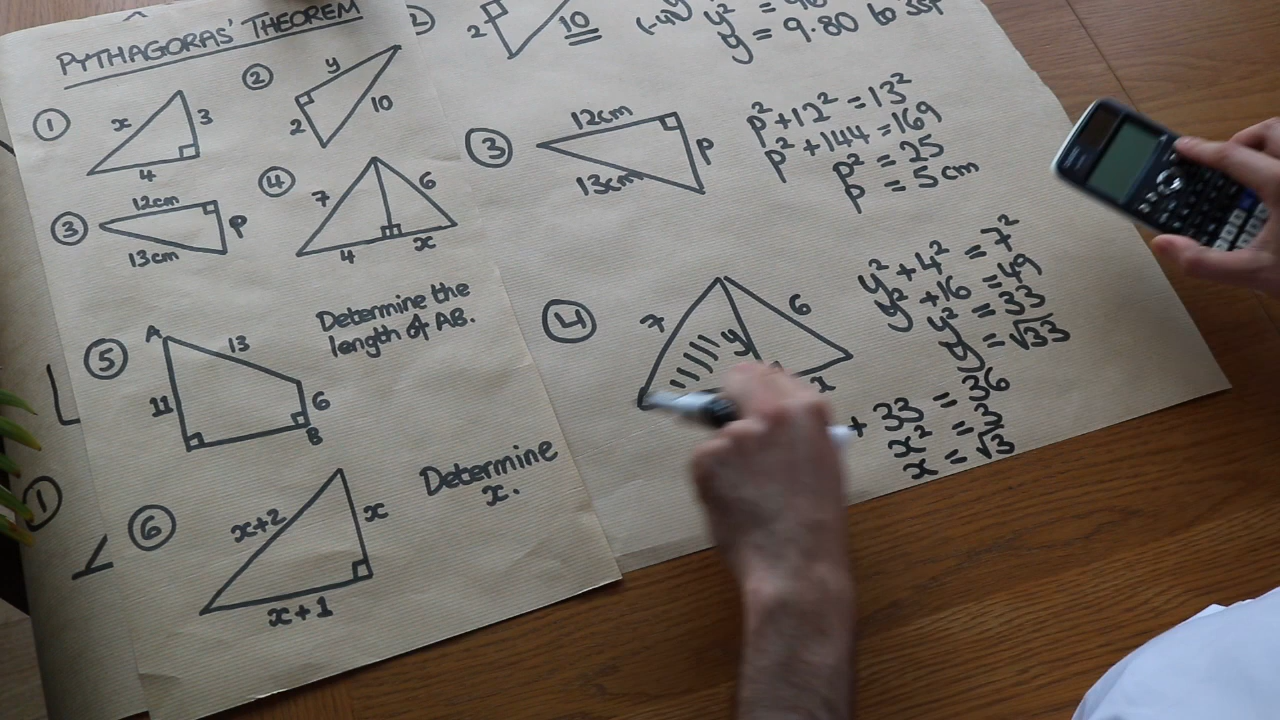 PYTHAGORAS' THEOREM
①
x
3
4
②
y
10
2
③
12cm
P
13cm
④
7
6
4
x
⑤
A
13
11
6
B
Determine the
length of AB.
⑥
x+2
x
x+1
Determine
x.
①
2
10
y²
y = 9.80 to 3sf
③
12cm
P
13cm
p²+12² = 13²
p²+144 = 169
p² = 25
p = 5cm
④
7
6
y
x
y²+4² = 7²
y²+16 = 49
y² = 33
y = √33
+ 33 = 36
x² = 3
x = √3